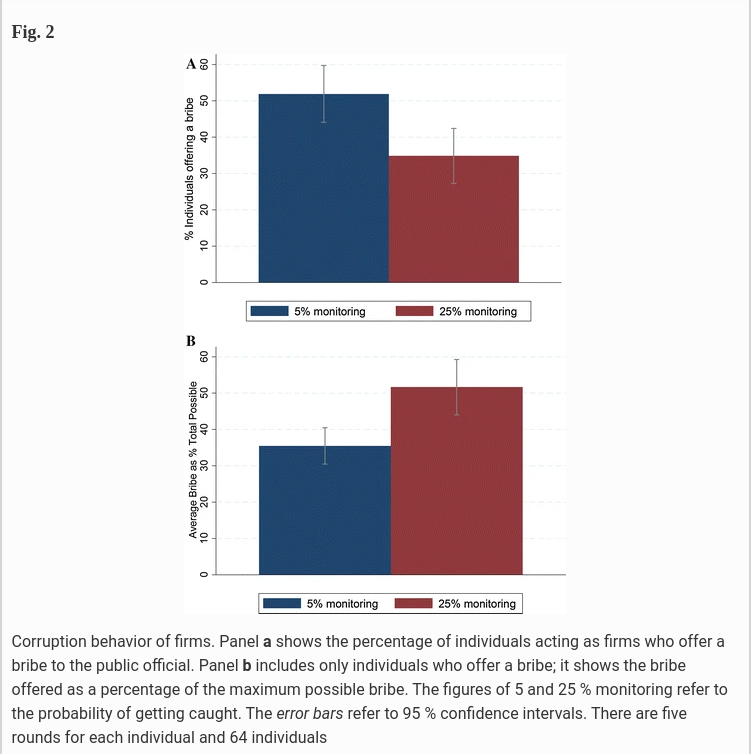 Fig. 2
A
% Individuals offering a bribe
60
50
40
30
20
10
0
5% monitoring 25% monitoring
B
Average Bribe as % Total Possible
60
50
40
30
20
10
0
5% monitoring 25% monitoring
Corruption behavior of firms. Panel a shows the percentage of individuals acting as firms who offer a
bribe to the public official. Panel b includes only individuals who offer a bribe; it shows the bribe
offered as a percentage of the maximum possible bribe. The figures of 5 and 25 % monitoring refer to
the probability of getting caught. The error bars refer to 95 % confidence intervals. There are five
rounds for each individual and 64 individuals